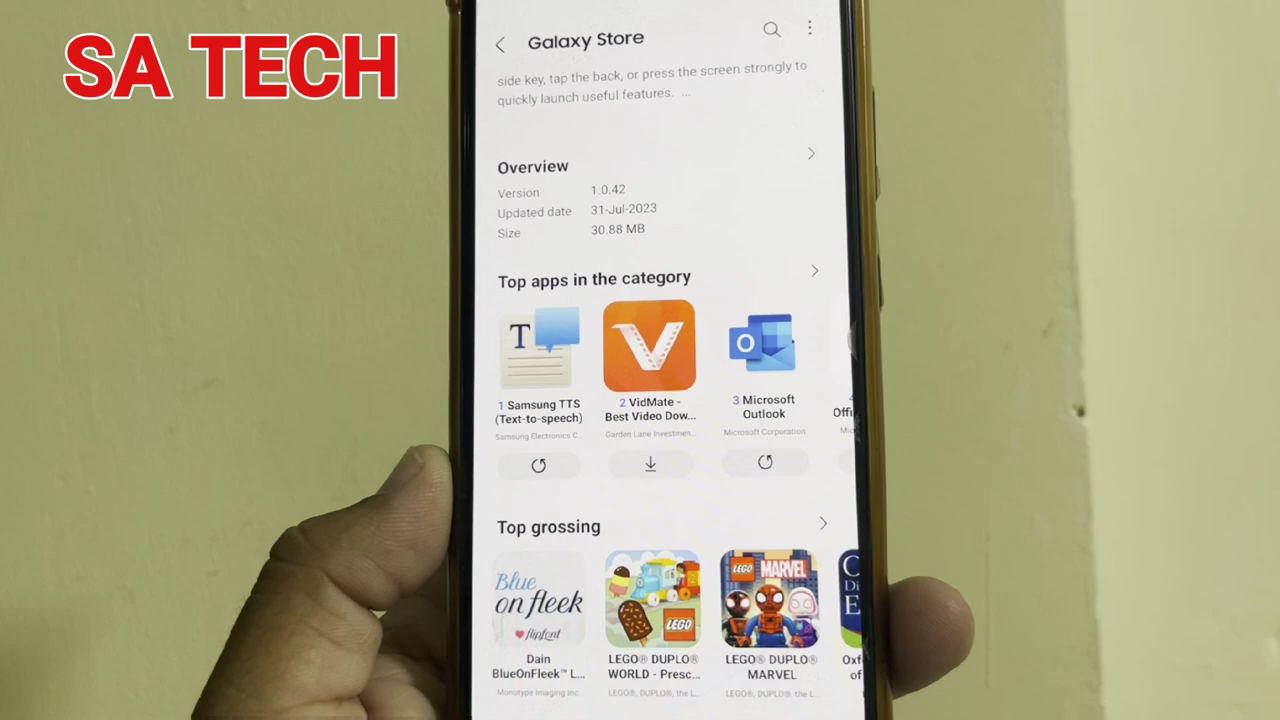 SA TECH
Galaxy Store
side key, tap the back, or press the screen strongly to
quickly launch useful features. ...
Overview
Version 1.0.42
Updated date 31-Jul-2023
Size 30.88 MB
Top apps in the category
T
V
O
1 Samsung TTS
(Text-to-speech)
Samsung Electronics C...
2 VidMate -
Best Video Dow...
Garden Lane Investmen...
3 Microsoft
Outlook
Microsoft Corporation
Top grossing
Blue
on fleek
flipfont
LEGO
LEGO MARVEL
Dain
BlueOnFleek™ L...
Monotype Imaging Inc.
LEGO® DUPLO®
WORLD - Presc...
LEGO®, DUPLO®, the L...
LEGO® DUPLO®
MARVEL
LEGO®, DUPLO®, the L...